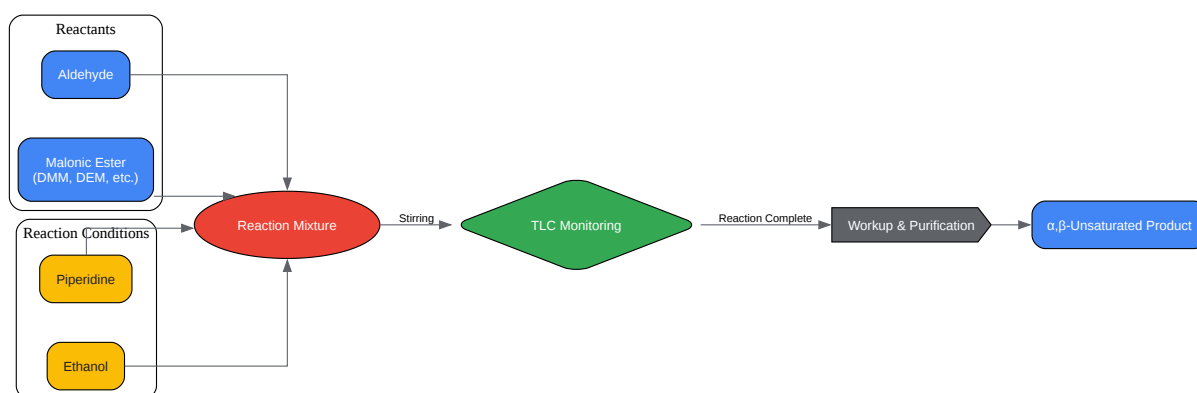 Reactants
Aldehyde
Malonic Ester
(DMM, DEM, etc.)
Reaction Conditions
Piperidine
Ethanol
Reaction Mixture
Stirring
TLC Monitoring
Reaction Complete
Workup & Purification
α,β-Unsaturated Product